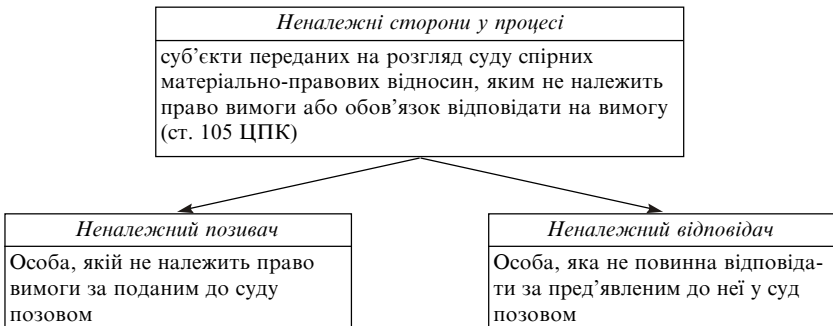 Неналежні сторони у процесі
суб’єкти переданих на розгляд суду спірних
матеріально-правових відносин, яким не належить
право вимоги або обов’язок відповідати на вимогу
(ст. 105 ЦПК)
Неналежний позивач
Особа, якій не належить право
вимоги за поданим до суду
позовом
Неналежний відповідач
Особа, яка не повинна відповіда-
ти за пред’явленим до неї у суд
позовом